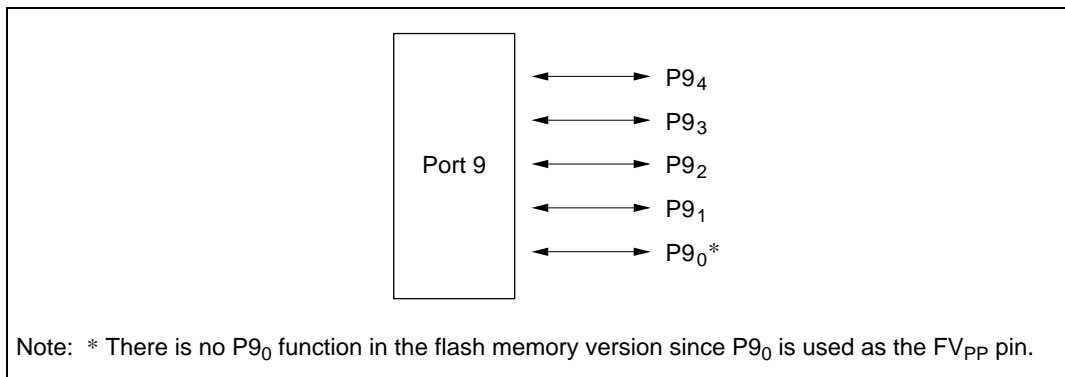 Port 9
P9₄
P9₃
P9₂
P9₁
P9₀*
Note: * There is no P9₀ function in the flash memory version since P9₀ is used as the FVPP pin.